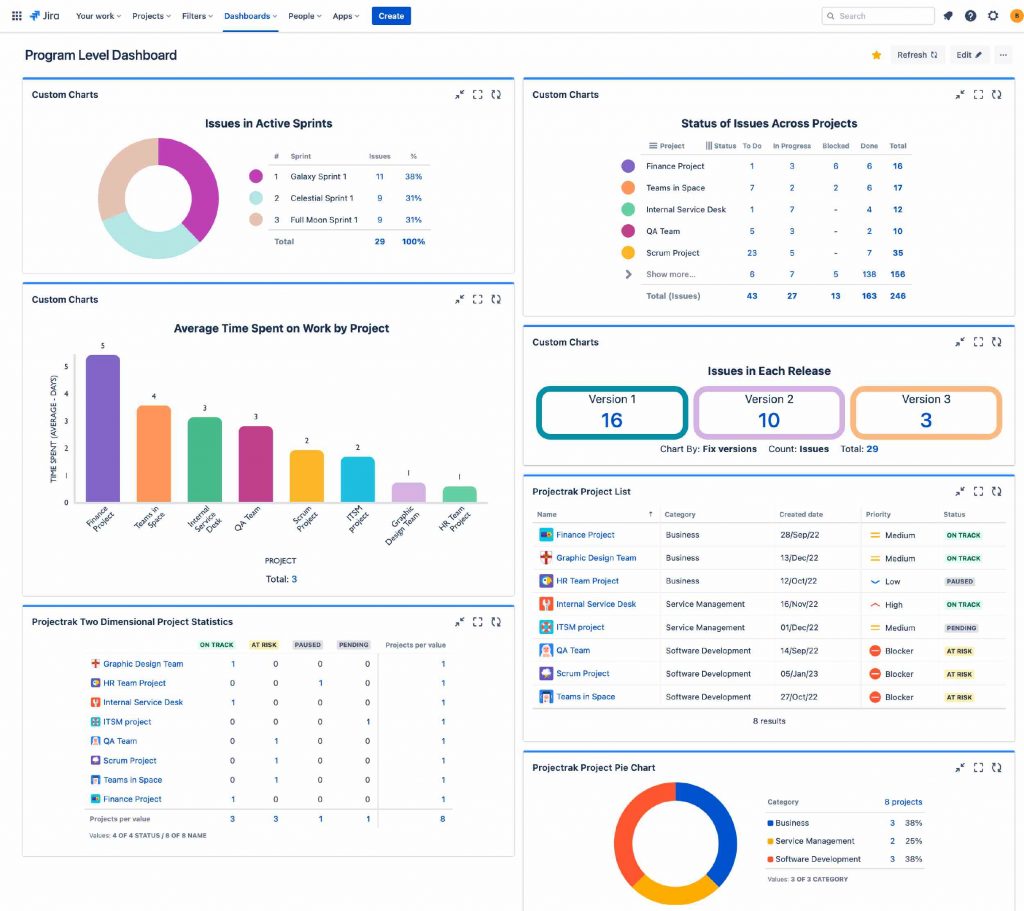 Jira Your work Projects Filters Dashboards People Apps Create Search B
Program Level Dashboard Refresh Edit
Custom Charts
Issues in Active Sprints
# Sprint Issues %
1 Galaxy Sprint 1 11 38%
2 Celestial Sprint 1 9 31%
3 Full Moon Sprint 1 9 31%
Total 29 100%
Custom Charts
Average Time Spent on Work by Project
TIME SPENT (AVERAGE - DAYS)
5
4
3
2
1
0
5 4 3 3 2 2 1 1
Finance Project
Teams in Space
Internal Service Desk
QA Team
Scrum Project
ITSM project
Graphic Design Team
HR Team Project
PROJECT
Total: 3
Projectrak Two Dimensional Project Statistics
ON TRACK AT RISK PAUSED PENDING Projects per value
Graphic Design Team 1 0 0 0 1
HR Team Project 0 0 1 0 1
Internal Service Desk 1 0 0 0 1
ITSM project 0 0 0 1 1
QA Team 0 1 0 0 1
Scrum Project 0 1 0 0 1
Teams in Space 0 1 0 0 1
Finance Project 1 0 0 0 1
Projects per value 3 3 1 1 8
Values: 4 OF 4 STATUS / 8 OF 8 NAME
Custom Charts
Status of Issues Across Projects
Project Status To Do In Progress Blocked Done Total
Finance Project 1 3 6 6 16
Teams in Space 7 2 2 6 17
Internal Service Desk 1 7 - 4 12
QA Team 5 3 - 2 10
Scrum Project 23 5 - 7 35
Show more... 6 7 5 138 156
Total (Issues) 43 27 13 163 246
Custom Charts
Issues in Each Release
Version 1 Version 2 Version 3
16 10 3
Chart By: Fix versions Count: Issues Total: 29
Projectrak Project List
Name ↑ Category Created date Priority Status
Finance Project Business 28/Sep/22 Medium ON TRACK
Graphic Design Team Business 13/Dec/22 Medium ON TRACK
HR Team Project Business 12/Oct/22 Low PAUSED
Internal Service Desk Service Management 16/Nov/22 High ON TRACK
ITSM project Service Management 01/Dec/22 Medium PENDING
QA Team Software Development 14/Sep/22 Blocker AT RISK
Scrum Project Software Development 05/Jan/23 Blocker AT RISK
Teams in Space Software Development 27/Oct/22 Blocker AT RISK
8 results
Projectrak Project Pie Chart
Category 8 projects
Business 3 38%
Service Management 2 25%
Software Development 3 38%
Values: 3 OF 3 CATEGORY